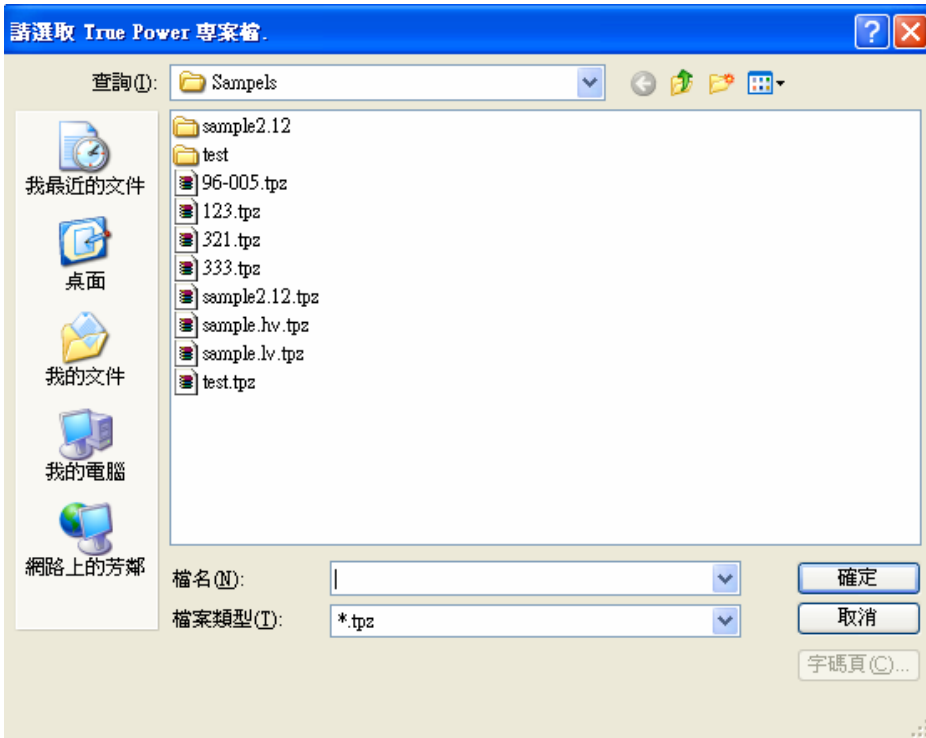 請選取 True Power 專案檔.
查詢(I):
Sampels
sample2.12
test
96-005.tpz
123.tpz
321.tpz
333.tpz
sample2.12.tpz
sample.hv.tpz
sample.lv.tpz
test.tpz
我最近的文件
桌面
我的文件
我的電腦
網路上的芳鄰
檔名(N):
確定
檔案類型(T):
*.tpz
取消
字碼頁(C)...